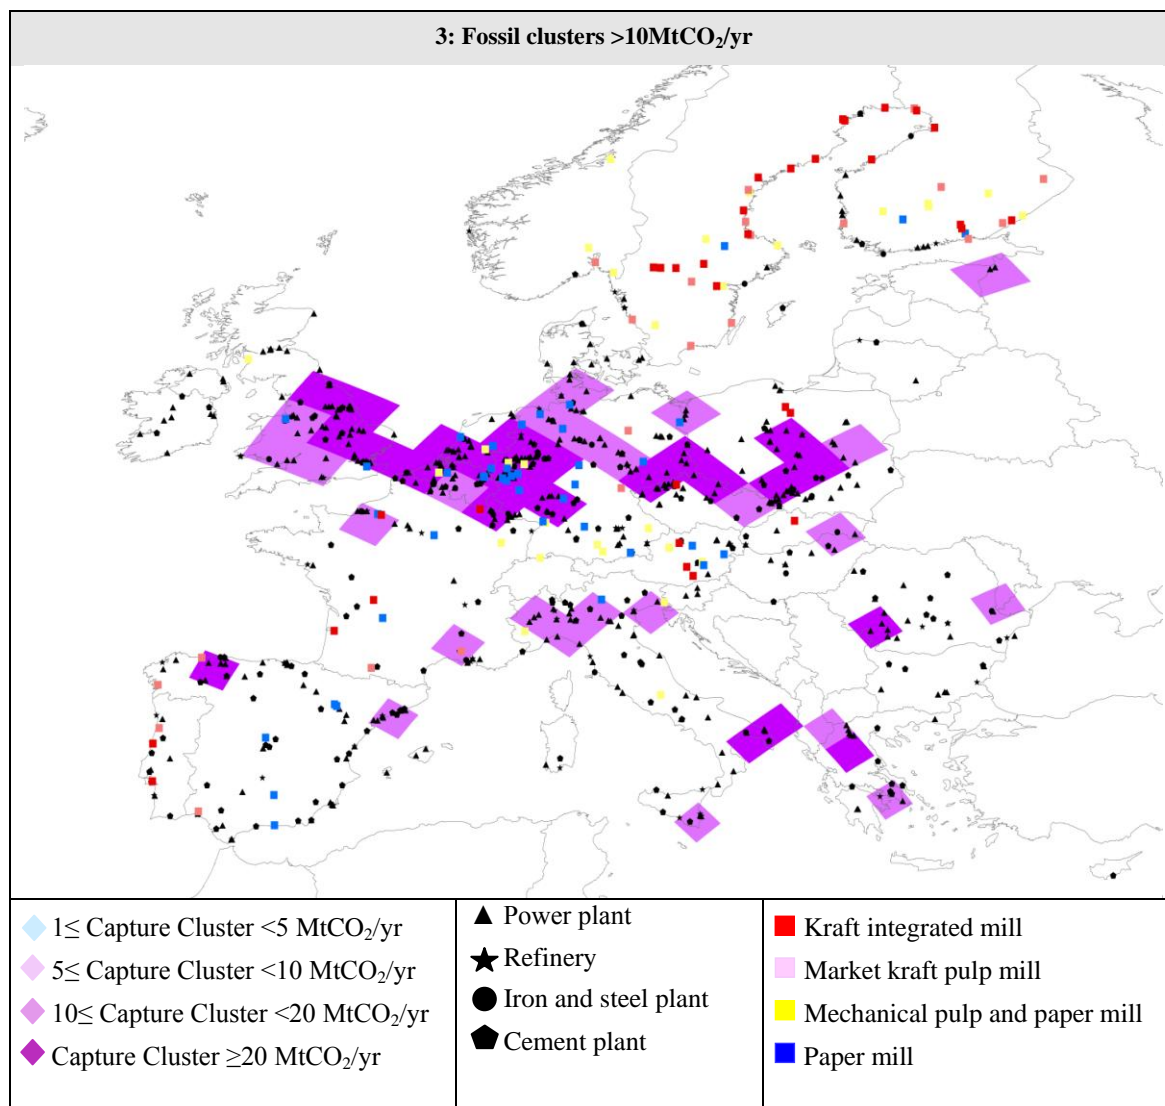 3: Fossil clusters >10MtCO₂/yr
1≤ Capture Cluster <5 MtCO₂/yr
5≤ Capture Cluster <10 MtCO₂/yr
10≤ Capture Cluster <20 MtCO₂/yr
Capture Cluster ≥20 MtCO₂/yr
Power plant
Refinery
Iron and steel plant
Cement plant
Kraft integrated mill
Market kraft pulp mill
Mechanical pulp and paper mill
Paper mill